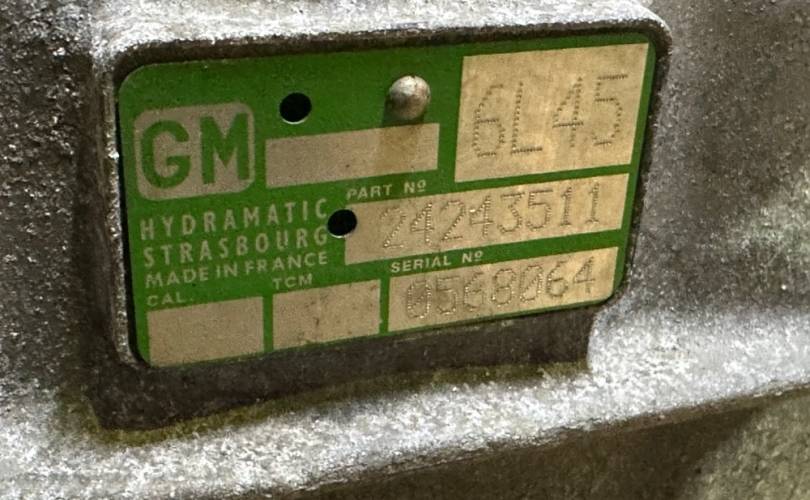 GM
6L45
PART Nº
24243511
HYDRAMATIC
STRASBOURG
MADE IN FRANCE
SERIAL Nº
0568064
CAL.
TCM